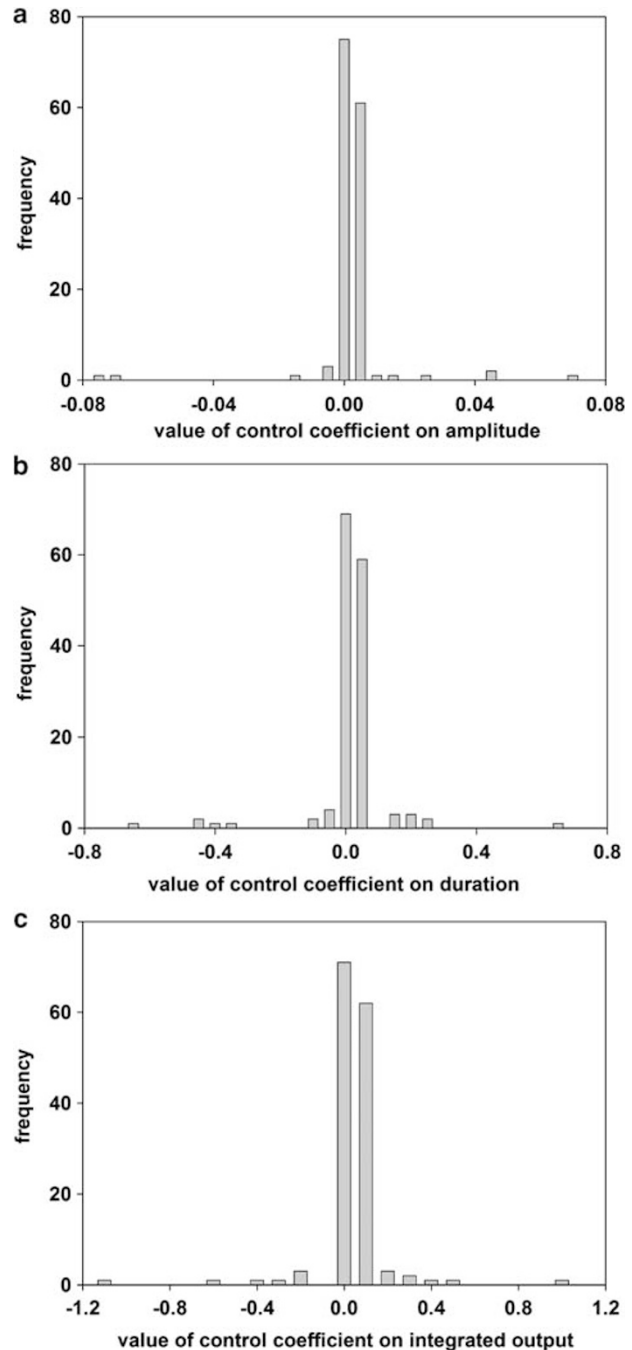 a
80
60
40
20
0
frequency
-0.08 -0.04 0.00 0.04 0.08
value of control coefficient on amplitude
b
80
60
40
20
0
frequency
-0.8 -0.4 0.0 0.4 0.8
value of control coefficient on duration
c
80
60
40
20
0
frequency
-1.2 -0.8 -0.4 0.0 0.4 0.8 1.2
value of control coefficient on integrated output